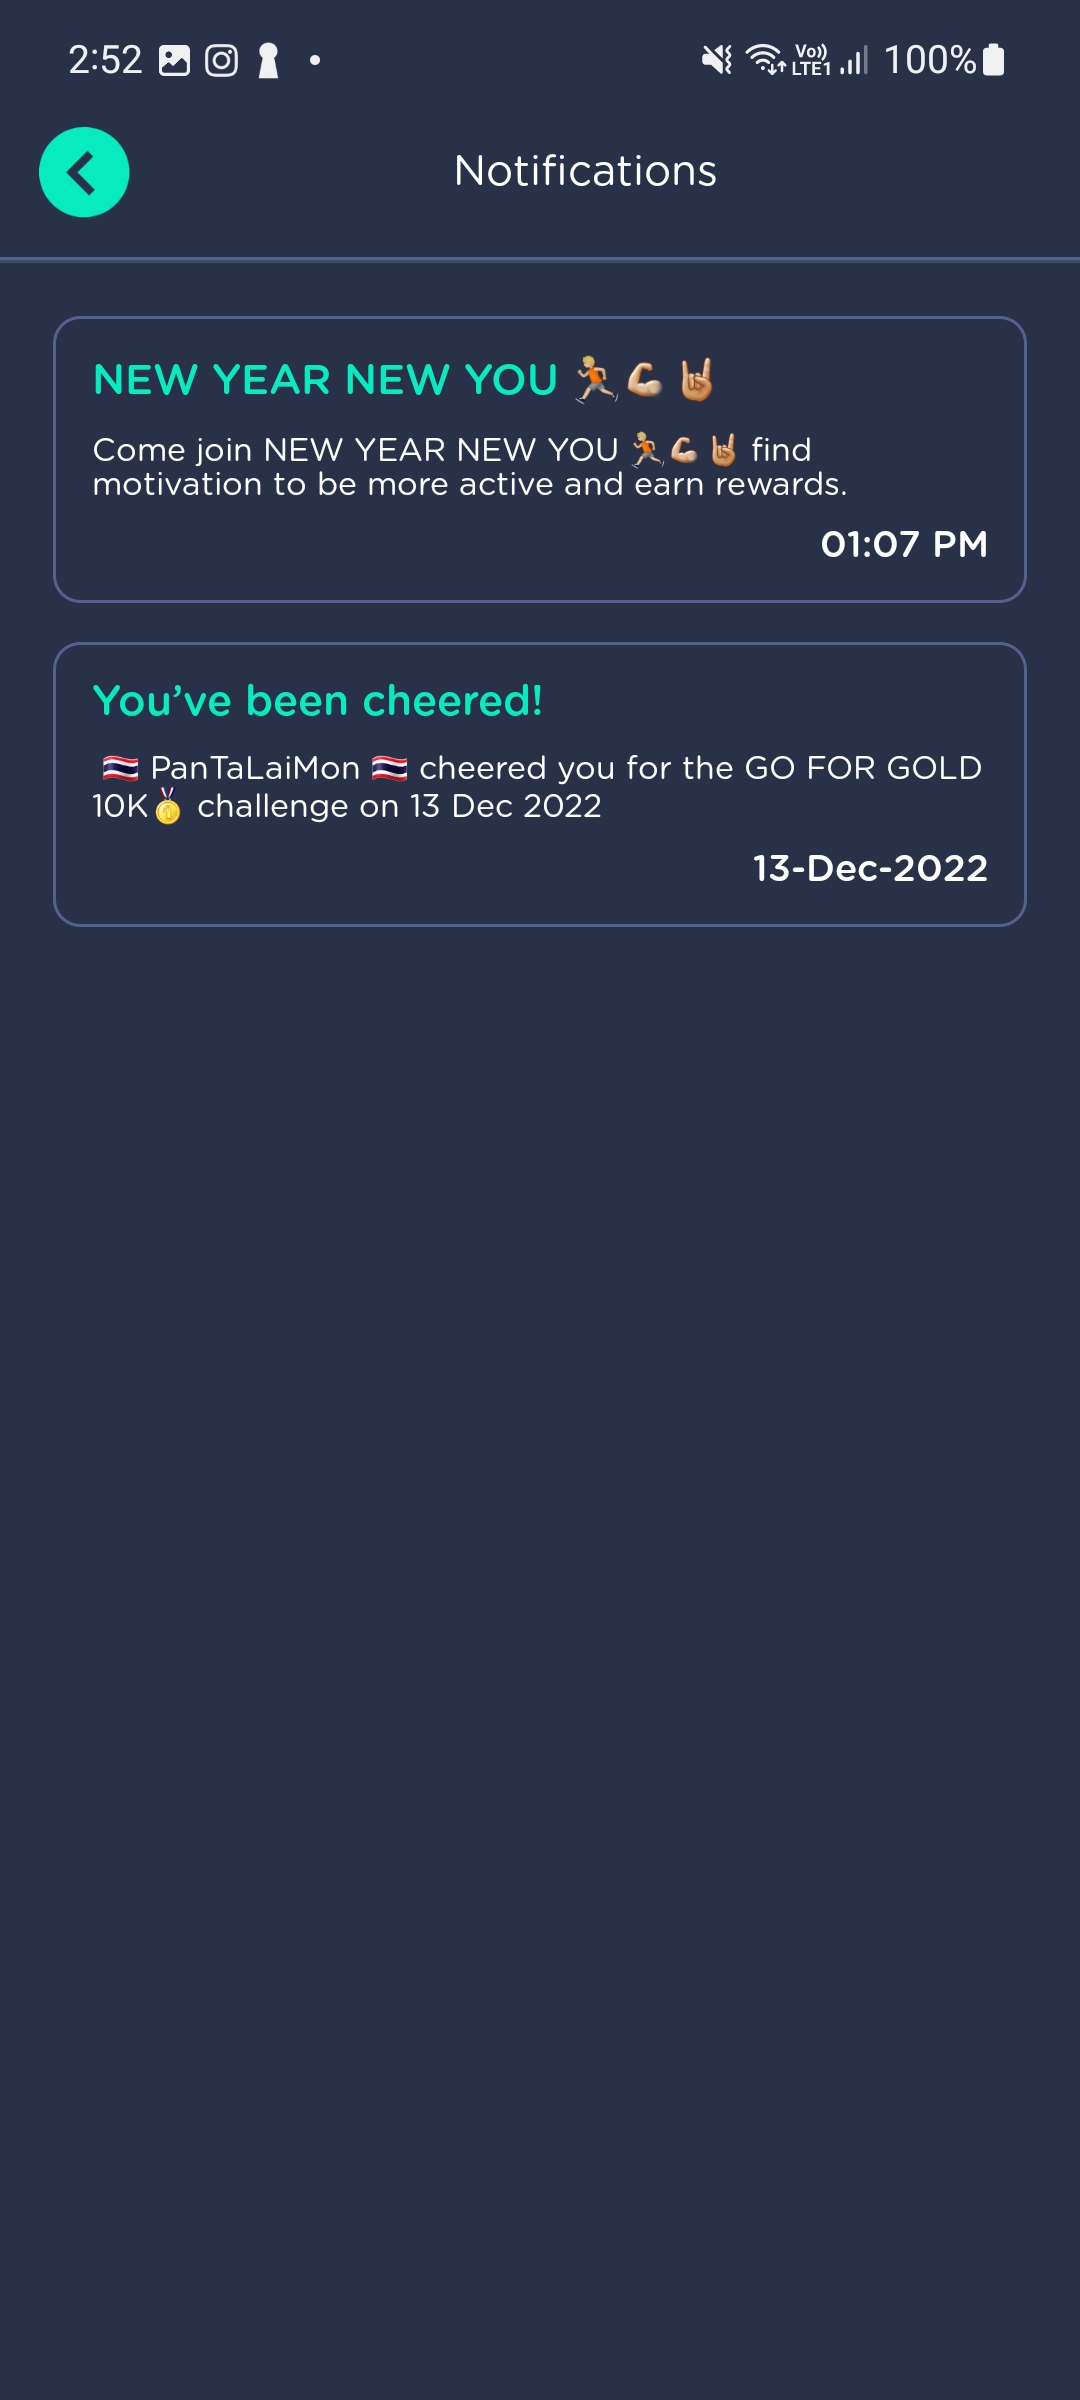 2:52
Vo)) LTE1 100%
Notifications
NEW YEAR NEW YOU 🏃🏼💪🏼🤘🏼
Come join NEW YEAR NEW YOU 🏃🏼💪🏼🤘🏼 find
motivation to be more active and earn rewards.
01:07 PM
You’ve been cheered!
🇹🇭 PanTaLaiMon 🇹🇭 cheered you for the GO FOR GOLD
10K🥇 challenge on 13 Dec 2022
13-Dec-2022